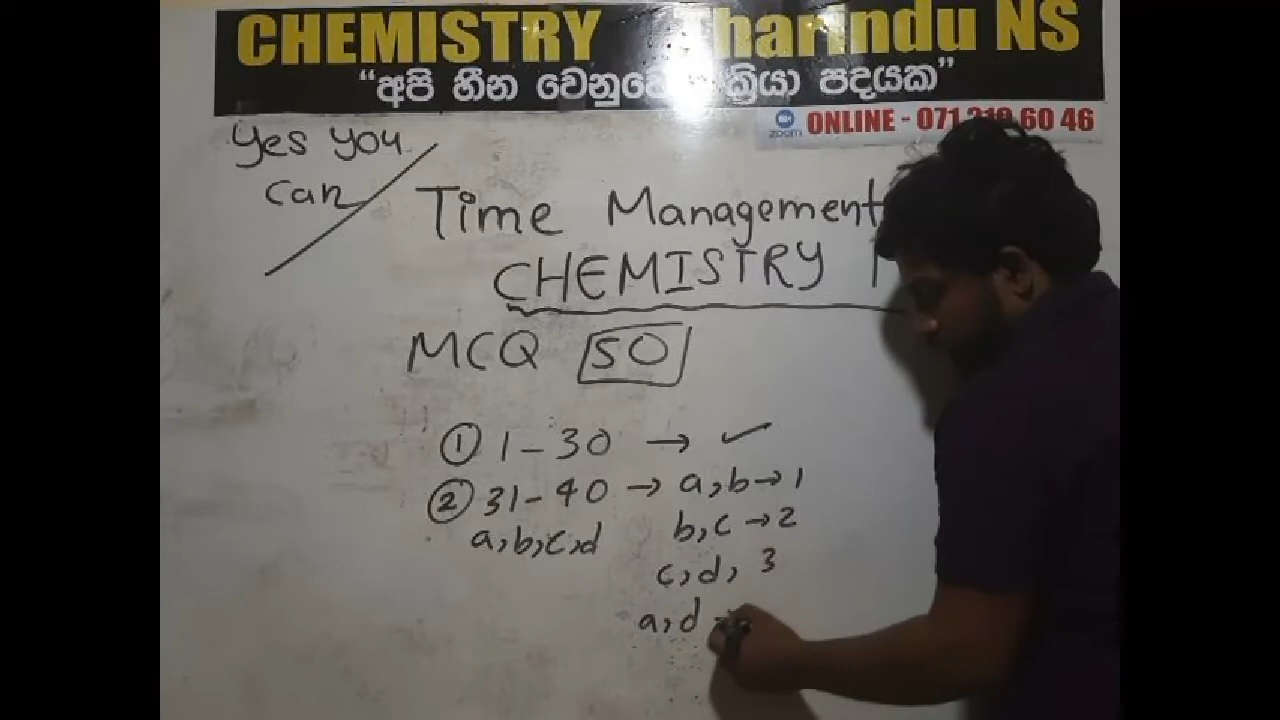 CHEMISTRY Tharindu NS
“අපි හීන වෙනුවෙන් ක්‍රියා පදයක”
zoom ONLINE - 071 219 60 46
Yes you
can
Time Management
CHEMISTRY I
MCQ 50
① 1 - 30 → ✓
② 31 - 40 → a, b → 1
a, b, c, d b, c → 2
c, d, 3
a, d →